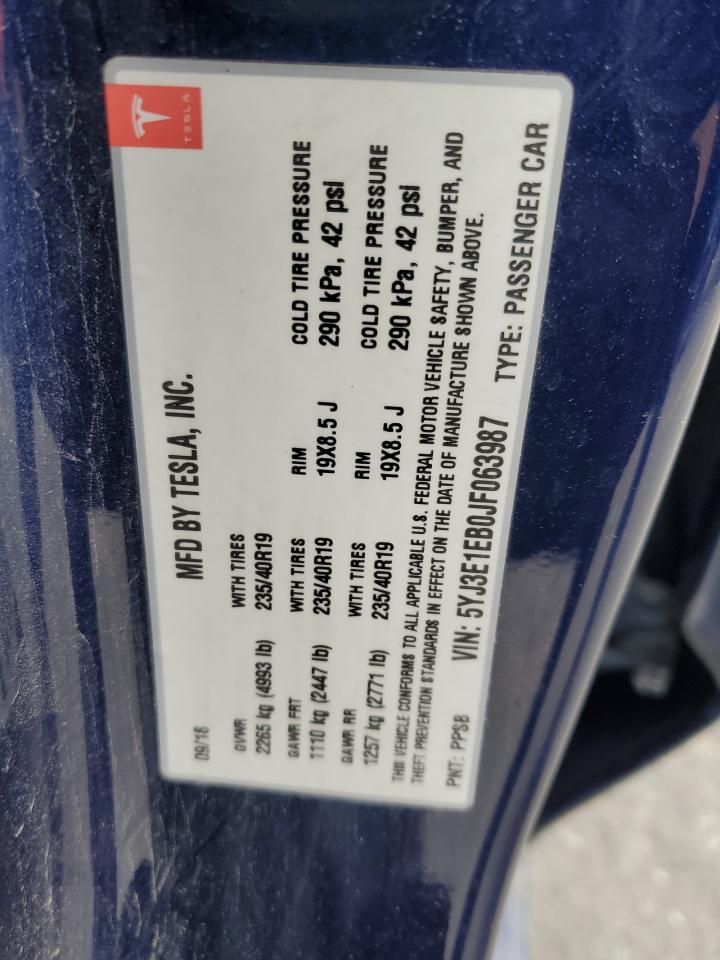 TESLA
MFD BY TESLA, INC.
09/18
GVWR WITH TIRES
2265 kg (4993 lb) 235/40R19
GAWR FRT WITH TIRES RIM COLD TIRE PRESSURE
1110 kg (2447 lb) 235/40R19 19X8.5 J 290 kPa, 42 psi
GAWR RR WITH TIRES RIM COLD TIRE PRESSURE
1257 kg (2771 lb) 235/40R19 19X8.5 J 290 kPa, 42 psi
THIS VEHICLE CONFORMS TO ALL APPLICABLE U.S. FEDERAL MOTOR VEHICLE SAFETY, BUMPER, AND
THEFT PREVENTION STANDARDS IN EFFECT ON THE DATE OF MANUFACTURE SHOWN ABOVE.
PNT: PPSB VIN: 5YJ3E1EB0JF063987 TYPE: PASSENGER CAR